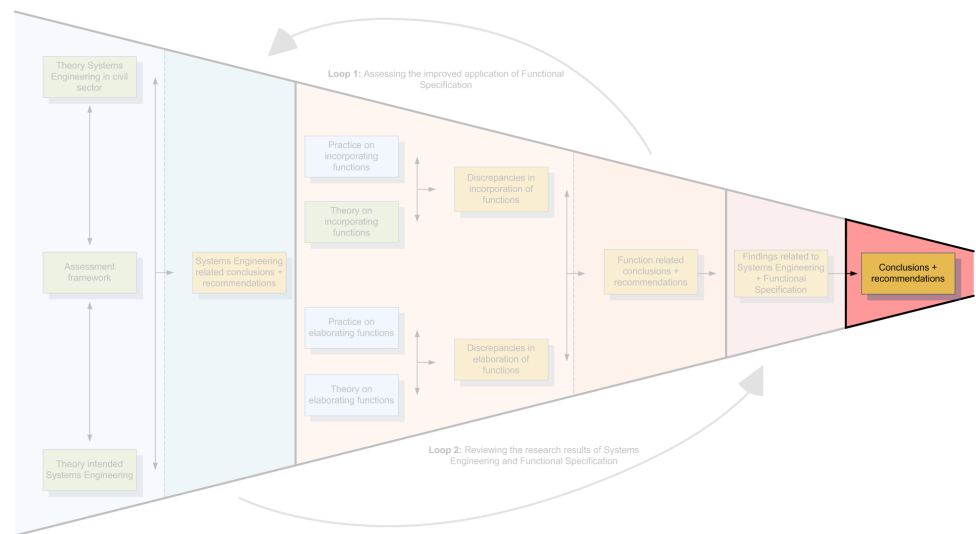 Theory Systems
Engineering in civil
sector
Assessment
framework
Theory intended
Systems Engineering
Systems Engineering
related conclusions +
recommendations
Loop 1: Assessing the improved application of Functional
Specification
Practice on
incorporating
functions
Theory on
incorporating
functions
Discrepancies in
incorporation of
functions
Practice on
elaborating functions
Theory on
elaborating functions
Discrepancies in
elaboration of
functions
Function related
conclusions +
recommendations
Findings related to
Systems Engineering
+ Functional
Specification
Conclusions +
recommendations
Loop 2: Reviewing the research results of Systems
Engineering and Functional Specification